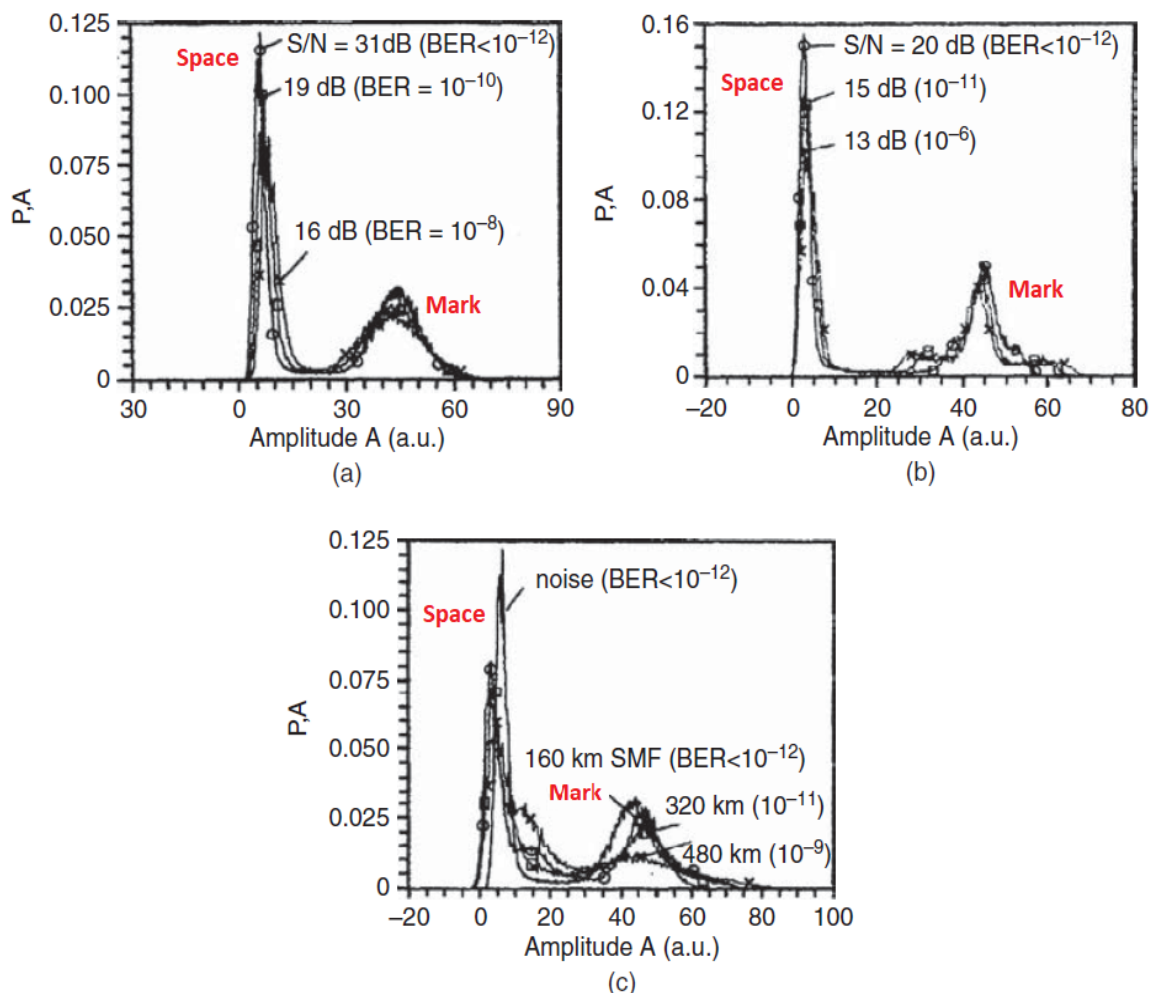 0.125
S/N = 31dB (BER<10⁻¹²)
Space
0.100
19 dB (BER = 10⁻¹⁰)
0.075
P,A
0.050
16 dB (BER = 10⁻⁸)
Mark
0.025
0
30 0 30 60 90
Amplitude A (a.u.)
(a)
0.16
S/N = 20 dB (BER<10⁻¹²)
Space
15 dB (10⁻¹¹)
0.12
13 dB (10⁻⁶)
P,A
0.08
Mark
0.04
0
–20 0 20 40 60 80
Amplitude A (a.u.)
(b)
0.125
noise (BER<10⁻¹²)
0.100
Space
0.075
P,A
0.050
160 km SMF (BER<10⁻¹²)
Mark
320 km (10⁻¹¹)
0.025
480 km (10⁻⁹)
0
–20 0 20 40 60 80 100
Amplitude A (a.u.)
(c)